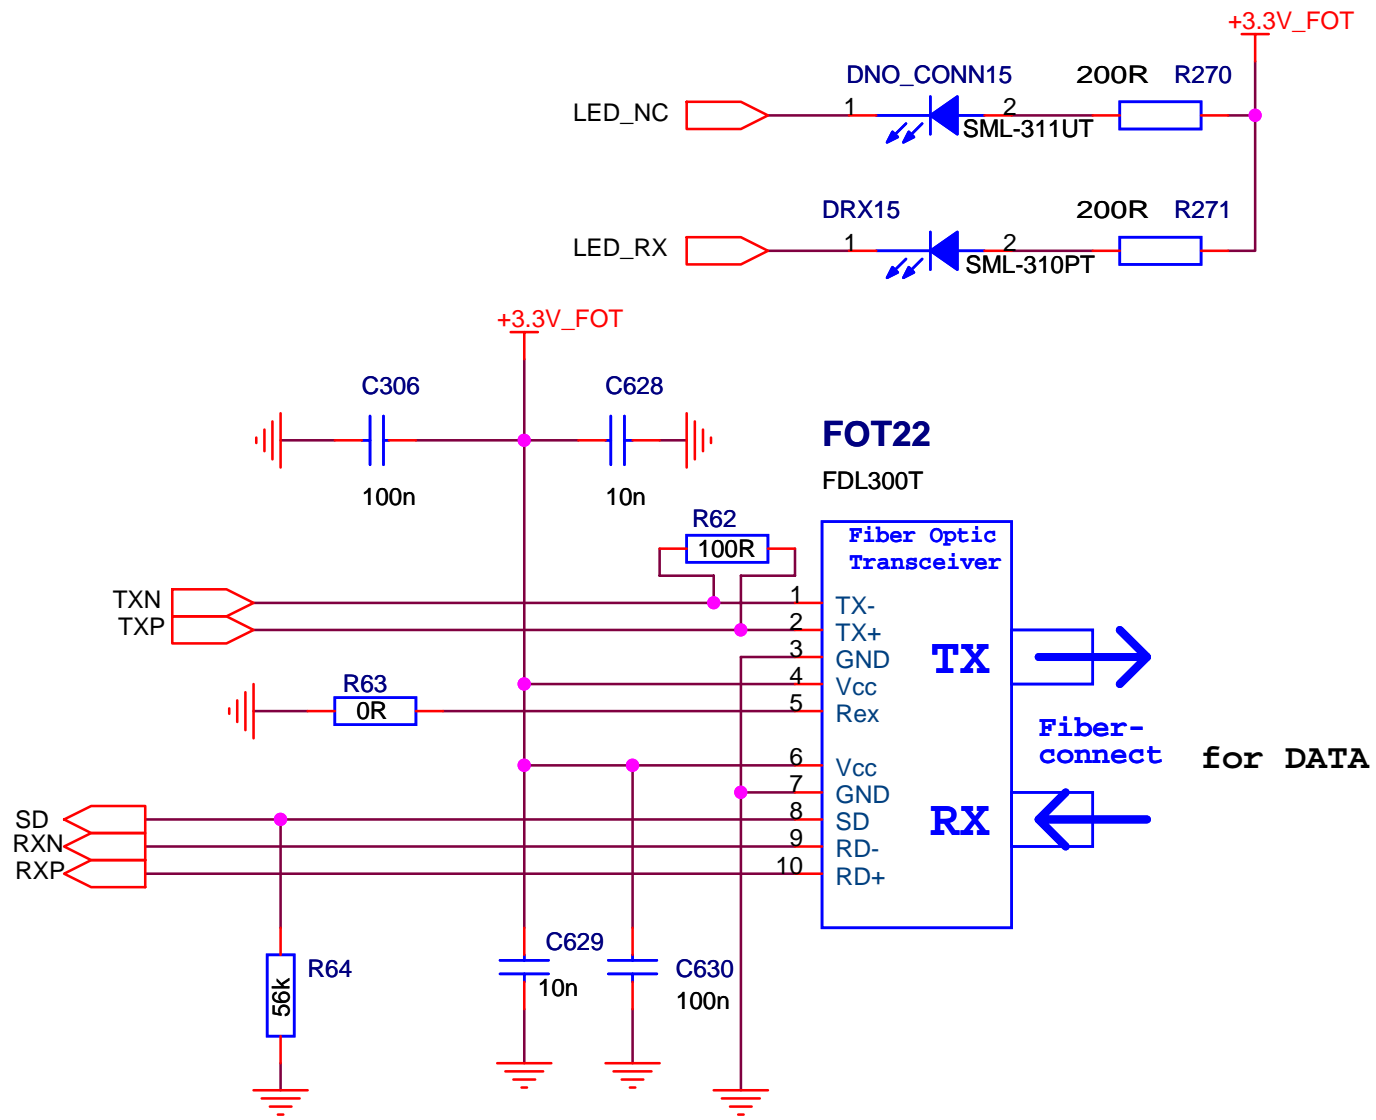 +3.3V_FOT
DNO_CONN15 200R R270
LED_NC 1 2
SML-311UT
DRX15 200R R271
LED_RX 1 2
SML-310PT
+3.3V_FOT
C306 C628
100n 10n
FOT22
FDL300T
R62
100R
Fiber Optic
Transceiver
TXN 1 TX-
TXP 2 TX+
3 GND
TX
4 Vcc
R63
0R
5 Rex
Fiber-
connect
for DATA
6 Vcc
7 GND
SD 8 SD
RX
RXN 9 RD-
RXP 10 RD+
C629
10n
R64
56k
C630
100n